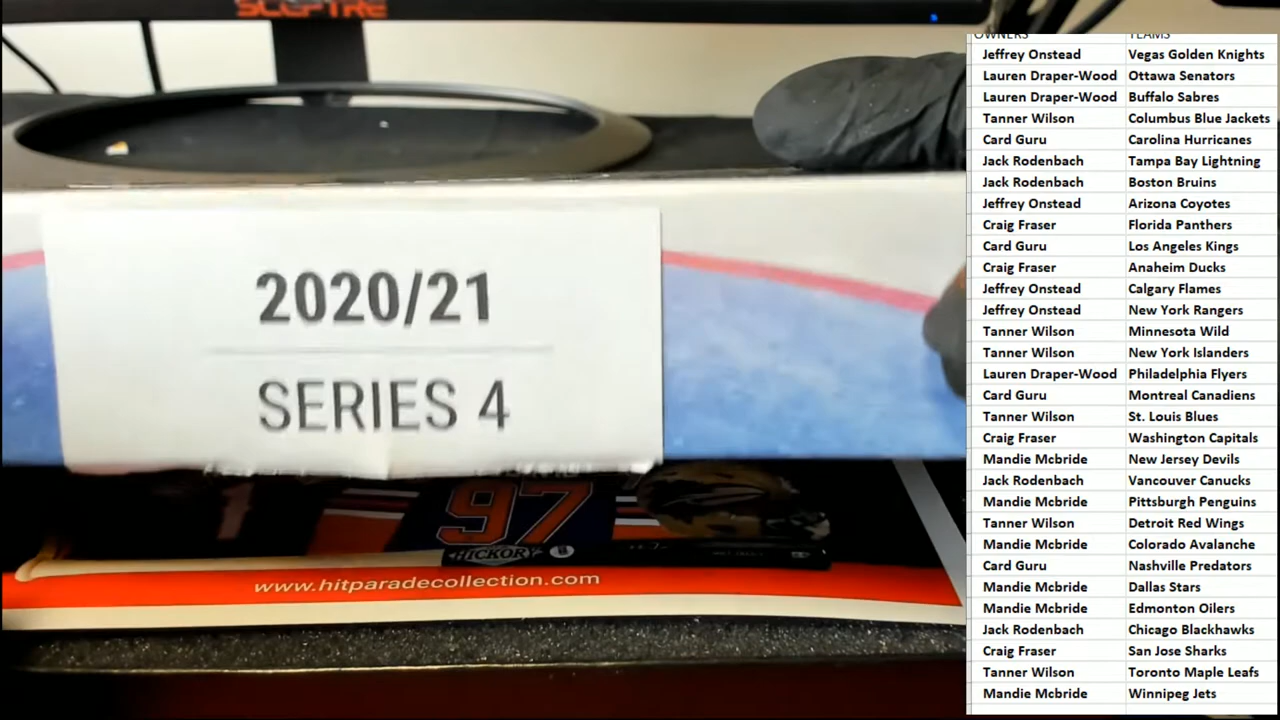 SCEPTRE
2020/21
SERIES 4
97
HICKORY
www.hitparadecollection.com
OWNERS TEAMS
Jeffrey Onstead Vegas Golden Knights
Lauren Draper-Wood Ottawa Senators
Lauren Draper-Wood Buffalo Sabres
Tanner Wilson Columbus Blue Jackets
Card Guru Carolina Hurricanes
Jack Rodenbach Tampa Bay Lightning
Jack Rodenbach Boston Bruins
Jeffrey Onstead Arizona Coyotes
Craig Fraser Florida Panthers
Card Guru Los Angeles Kings
Craig Fraser Anaheim Ducks
Jeffrey Onstead Calgary Flames
Jeffrey Onstead New York Rangers
Tanner Wilson Minnesota Wild
Tanner Wilson New York Islanders
Lauren Draper-Wood Philadelphia Flyers
Card Guru Montreal Canadiens
Tanner Wilson St. Louis Blues
Craig Fraser Washington Capitals
Mandie Mcbride New Jersey Devils
Jack Rodenbach Vancouver Canucks
Mandie Mcbride Pittsburgh Penguins
Tanner Wilson Detroit Red Wings
Mandie Mcbride Colorado Avalanche
Card Guru Nashville Predators
Mandie Mcbride Dallas Stars
Mandie Mcbride Edmonton Oilers
Jack Rodenbach Chicago Blackhawks
Craig Fraser San Jose Sharks
Tanner Wilson Toronto Maple Leafs
Mandie Mcbride Winnipeg Jets